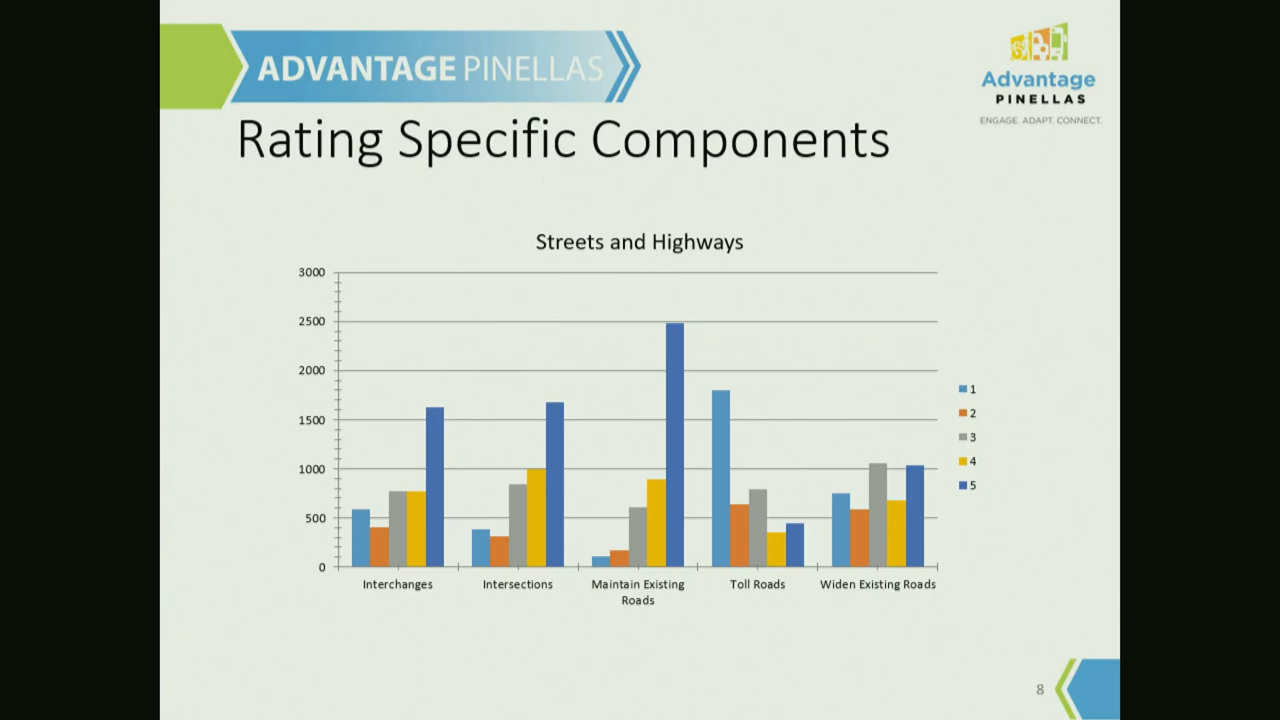 ADVANTAGE PINELLAS
Advantage
PINELLAS
ENGAGE. ADAPT. CONNECT.
Rating Specific Components
Streets and Highways
3000
2500
2000
1500
1000
500
0
Interchanges
Intersections
Maintain Existing
Roads
Toll Roads
Widen Existing Roads
1
2
3
4
5
8